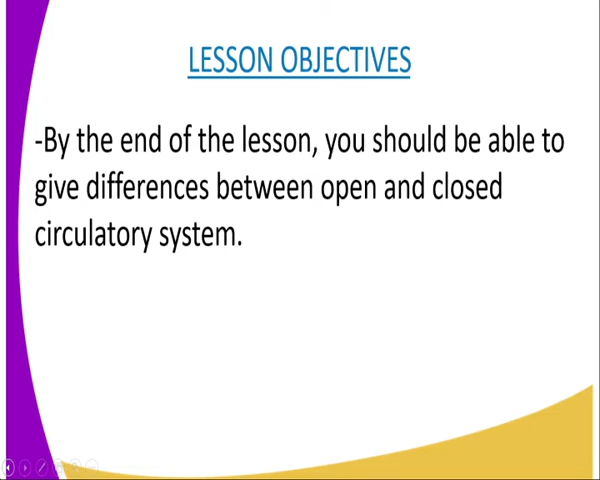 LESSON OBJECTIVES
-By the end of the lesson, you should be able to
give differences between open and closed
circulatory system.